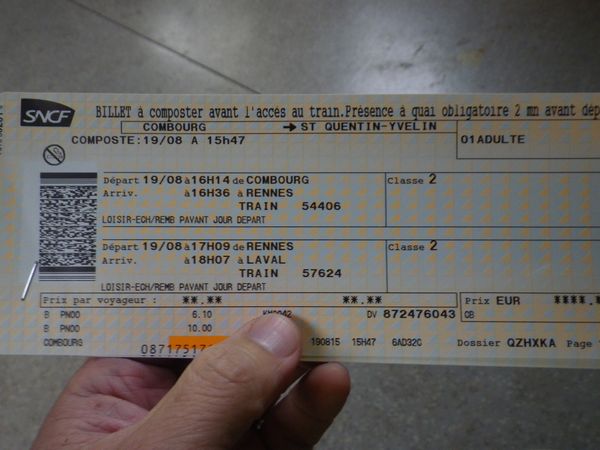 SNCF
BILLET à composter avant l'accès au train.Présence à quai obligatoire 2 mn avant dép
COMBOURG → ST QUENTIN-YVELIN
01ADULTE
COMPOSTE:19/08 A 15h47
Départ 19/08 à16H14 de COMBOURG Classe 2
Arriv. à16H36 à RENNES
TRAIN 54406
LOISIR-ECH/REMB PAYANT JOUR DEPART
Départ 19/08 à17H09 de RENNES Classe 2
Arriv. à18H07 à LAVAL
TRAIN 57624
LOISIR-ECH/REMB PAYANT JOUR DEPART
Prix par voyageur : **.** **.** Prix EUR ****.
B PN00 6.10 DV 872476043 CB
B PN00 10.00
COMBOURG 190815 15H47 6AD32C Dossier QZHXKA Page